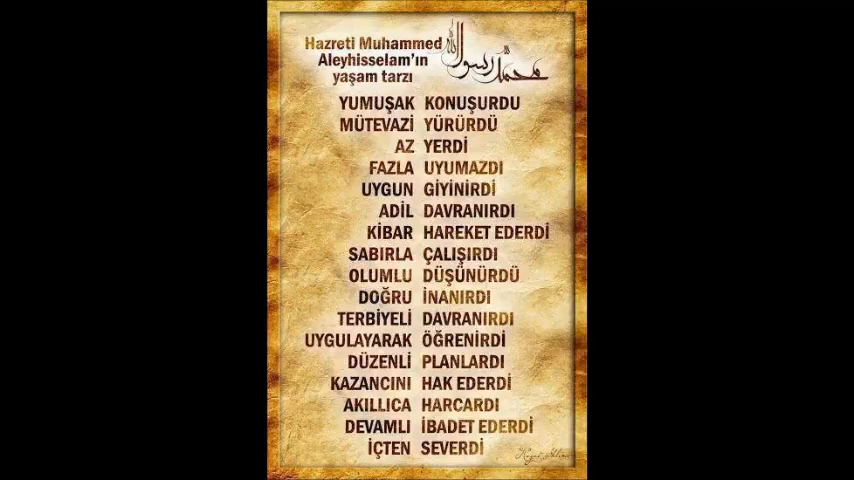 Hazreti Muhammed
Aleyhisselam'ın
yaşam tarzı
محمد رسول الله
YUMUŞAK KONUŞURDU
MÜTEVAZİ YÜRÜRDÜ
AZ YERDİ
FAZLA UYUMAZDI
UYGUN GİYİNİRDİ
ADİL DAVRANIRDI
KİBAR HAREKET EDERDİ
SABIRLA ÇALIŞIRDI
OLUMLU DÜŞÜNÜRDÜ
DOĞRU İNANIRDI
TERBİYELİ DAVRANIRDI
UYGULAYARAK ÖĞRENİRDİ
DÜZENLİ PLANLARDI
KAZANCINI HAK EDERDİ
AKILLICA HARCARDI
DEVAMLI İBADET EDERDİ
İÇTEN SEVERDİ